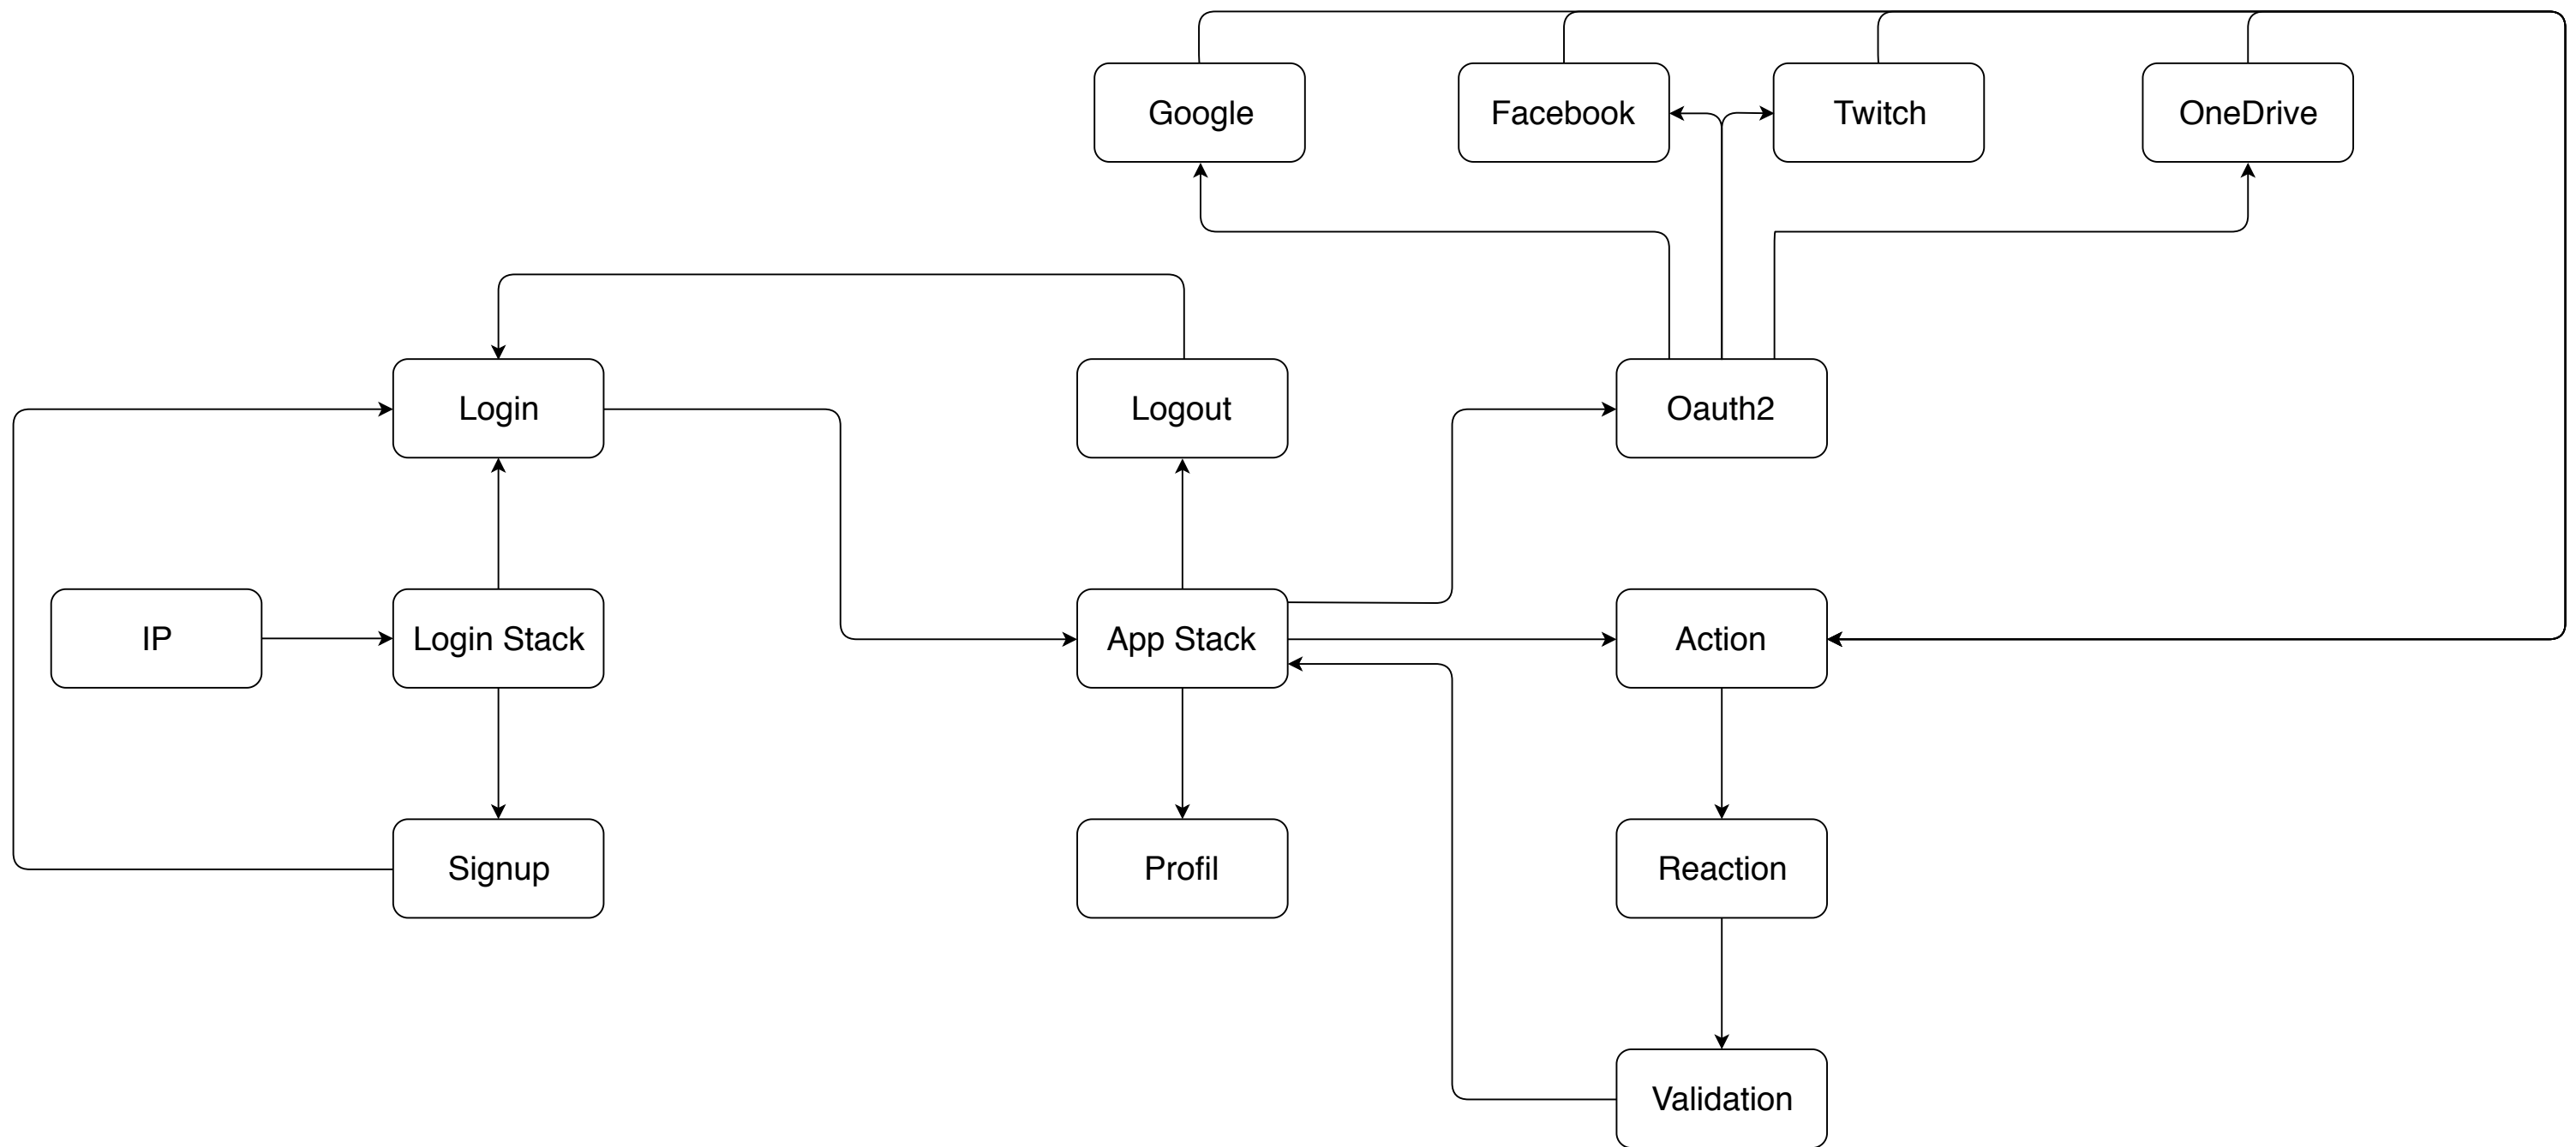 Google
Facebook
Twitch
OneDrive
Login
Logout
Oauth2
IP
Login Stack
App Stack
Action
Signup
Profil
Reaction
Validation